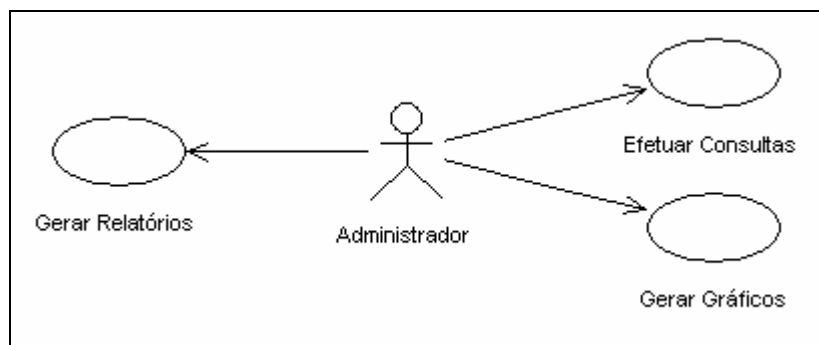 Efetuar Consultas
Gerar Relatórios
Administrador
Gerar Gráficos